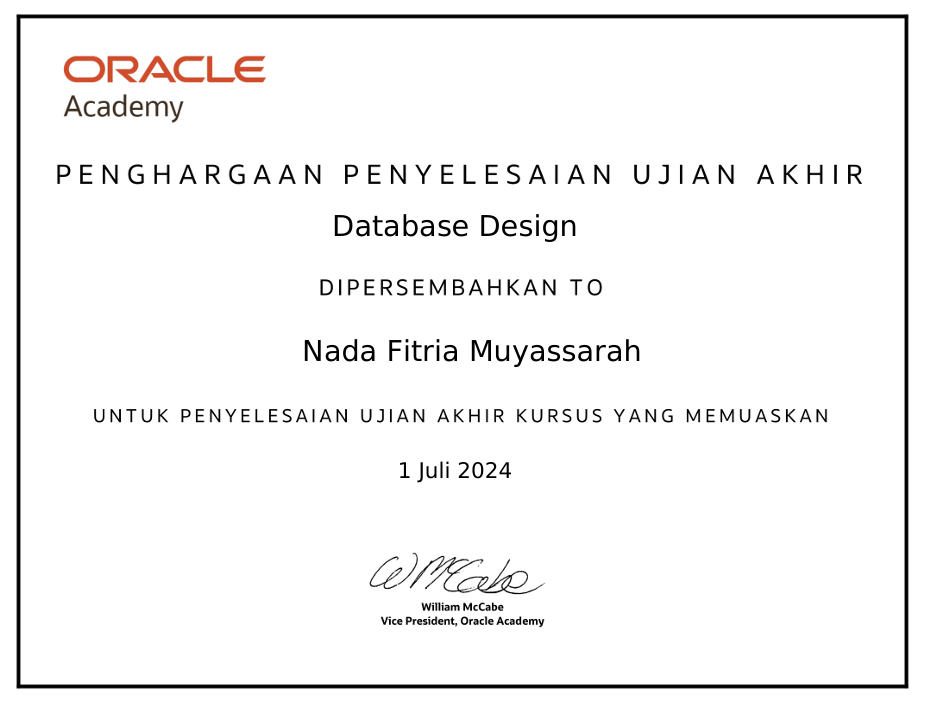 ORACLE
Academy
PENGHARGAAN PENYELESAIAN UJIAN AKHIR
Database Design
DIPERSEMBAHKAN TO
Nada Fitria Muyassarah
UNTUK PENYELESAIAN UJIAN AKHIR KURSUS YANG MEMUASKAN
1 Juli 2024
WMcCabe
William McCabe
Vice President, Oracle Academy